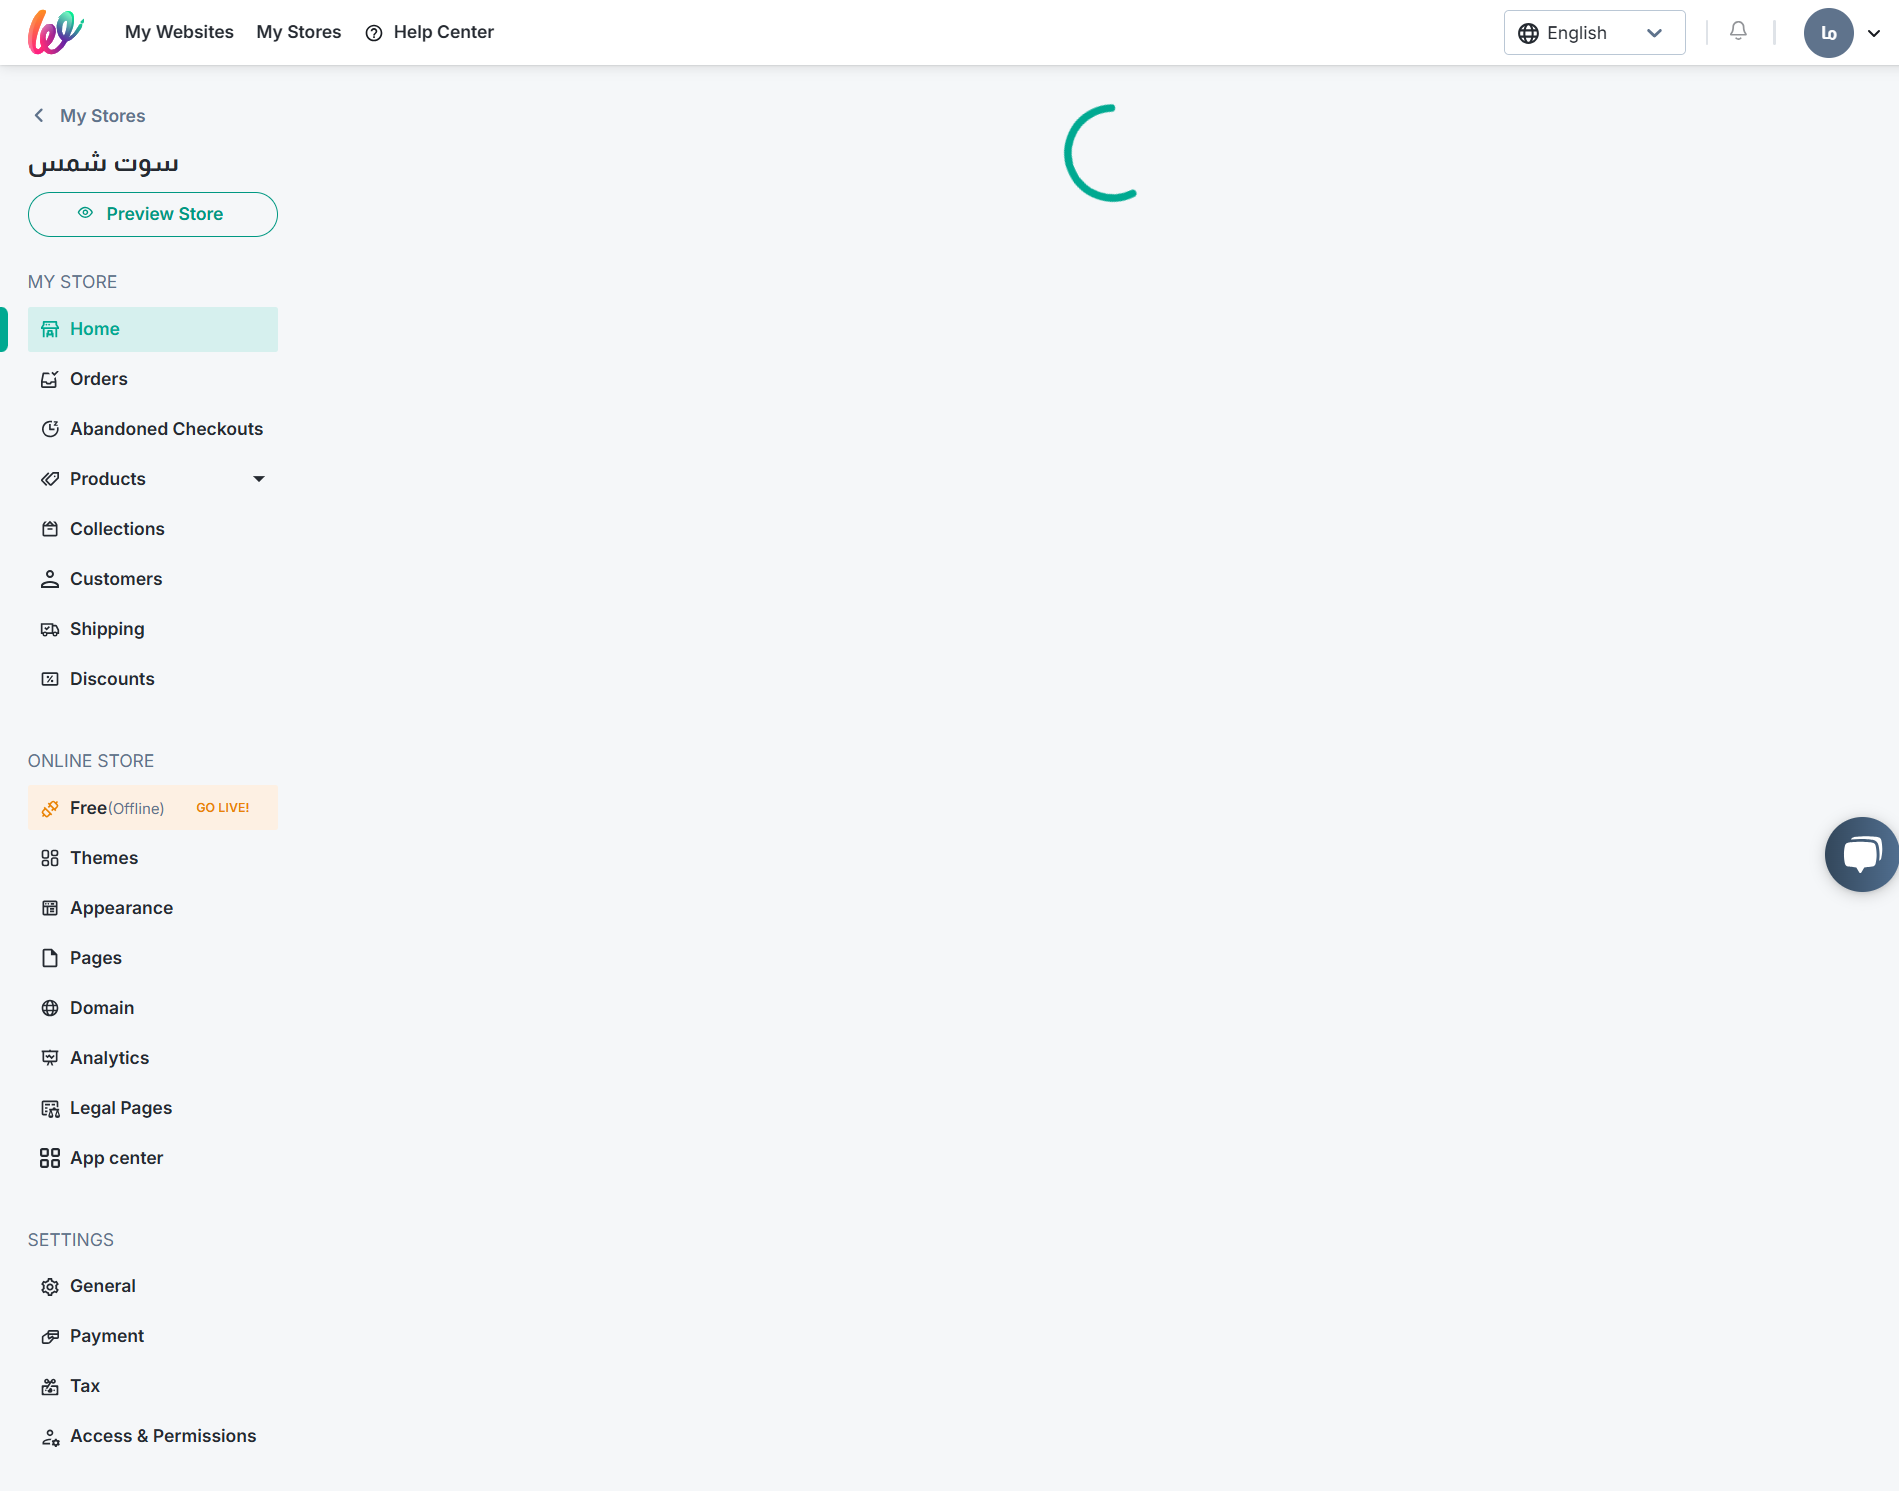 My Websites
My Stores
Help Center
English
ما
My Stores
سوت شمس
Preview Store
MY STORE
Home
Orders
Abandoned Checkouts
Products
Collections
Customers
Shipping
Discounts
ONLINE STORE
Free(Offline) GO LIVE!
Themes
Appearance
Pages
Domain
Analytics
Legal Pages
App center
SETTINGS
General
Payment
Tax
Access & Permissions